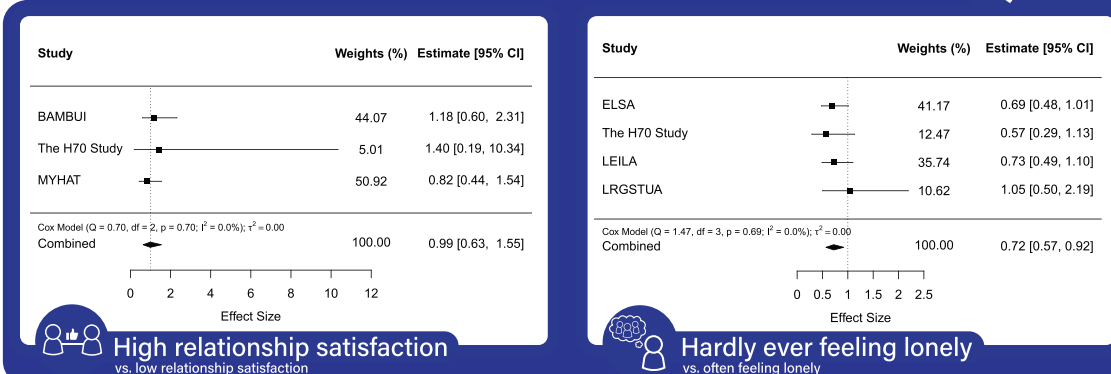 Study Weights (%) Estimate [95% CI]
BAMBUI 44.07 1.18 [0.60, 2.31]
The H70 Study 5.01 1.40 [0.19, 10.34]
MYHAT 50.92 0.82 [0.44, 1.54]
Cox Model (Q = 0.70, df = 2, p = 0.70; I² = 0.0%); τ² = 0.00
Combined 100.00 0.99 [0.63, 1.55]
0 2 4 6 8 10 12
Effect Size
High relationship satisfaction
vs. low relationship satisfaction
Study Weights (%) Estimate [95% CI]
ELSA 41.17 0.69 [0.48, 1.01]
The H70 Study 12.47 0.57 [0.29, 1.13]
LEILA 35.74 0.73 [0.49, 1.10]
LRGSTUA 10.62 1.05 [0.50, 2.19]
Cox Model (Q = 1.47, df = 3, p = 0.69; I² = 0.0%); τ² = 0.00
Combined 100.00 0.72 [0.57, 0.92]
0 0.5 1 1.5 2 2.5
Effect Size
Hardly ever feeling lonely
vs. often feeling lonely